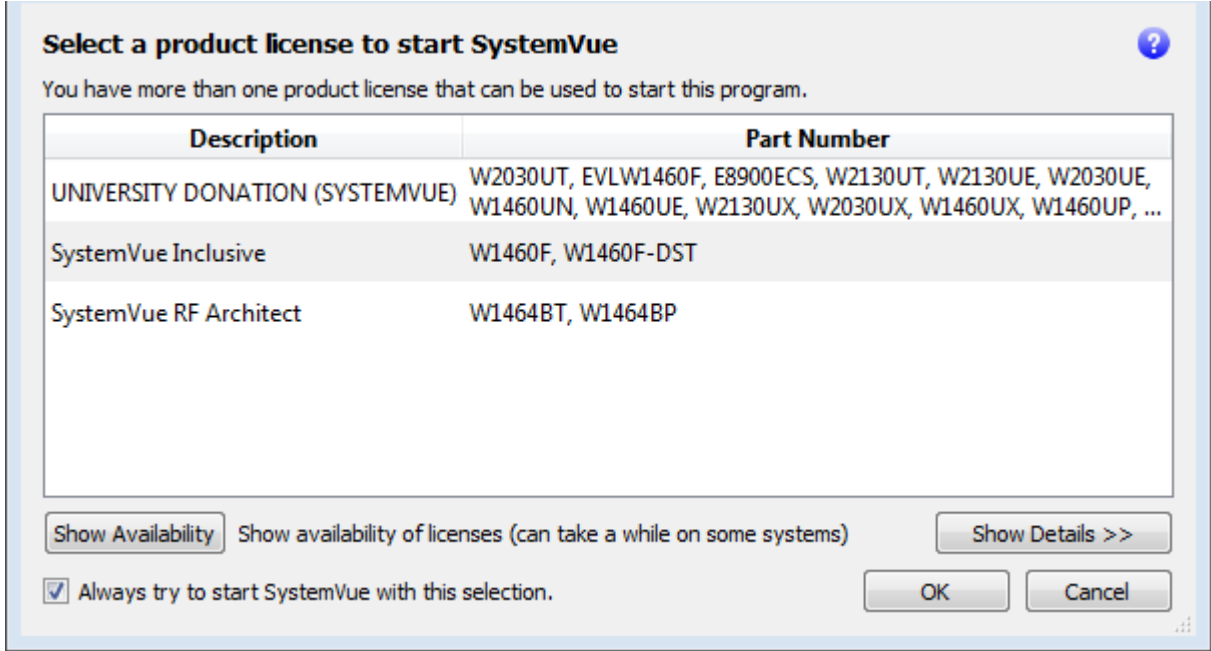 Select a product license to start SystemVue
?
You have more than one product license that can be used to start this program.
Description Part Number
UNIVERSITY DONATION (SYSTEMVUE) W2030UT, EVLW1460F, E8900ECS, W2130UT, W2130UE, W2030UE,
W1460UN, W1460UE, W2130UX, W2030UX, W1460UX, W1460UP, ...
SystemVue Inclusive W1460F, W1460F-DST
SystemVue RF Architect W1464BT, W1464BP
Show Availability Show availability of licenses (can take a while on some systems) Show Details >>
Always try to start SystemVue with this selection. OK Cancel